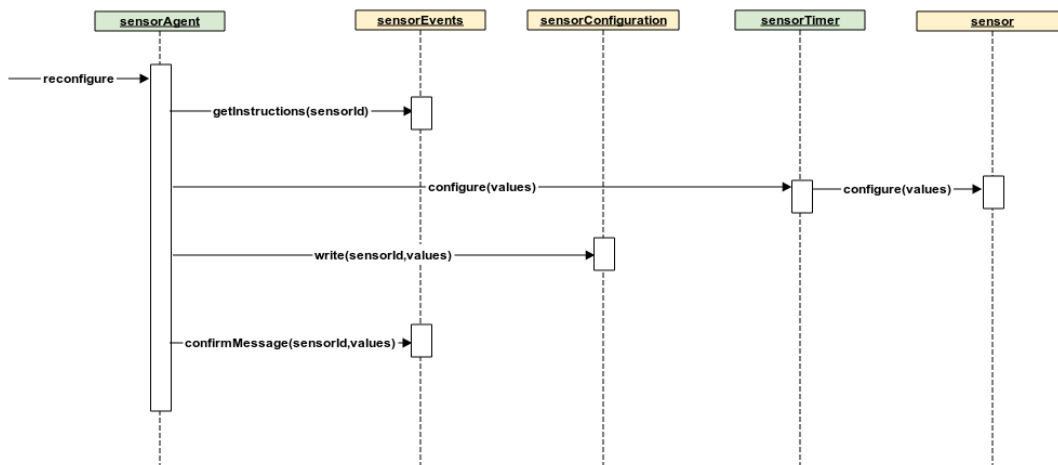 sensorAgent
sensorEvents
sensorConfiguration
sensorTimer
sensor
reconfigure
getInstructions(sensorId)
configure(values)
configure(values)
write(sensorId,values)
confirmMessage(sensorId,values)